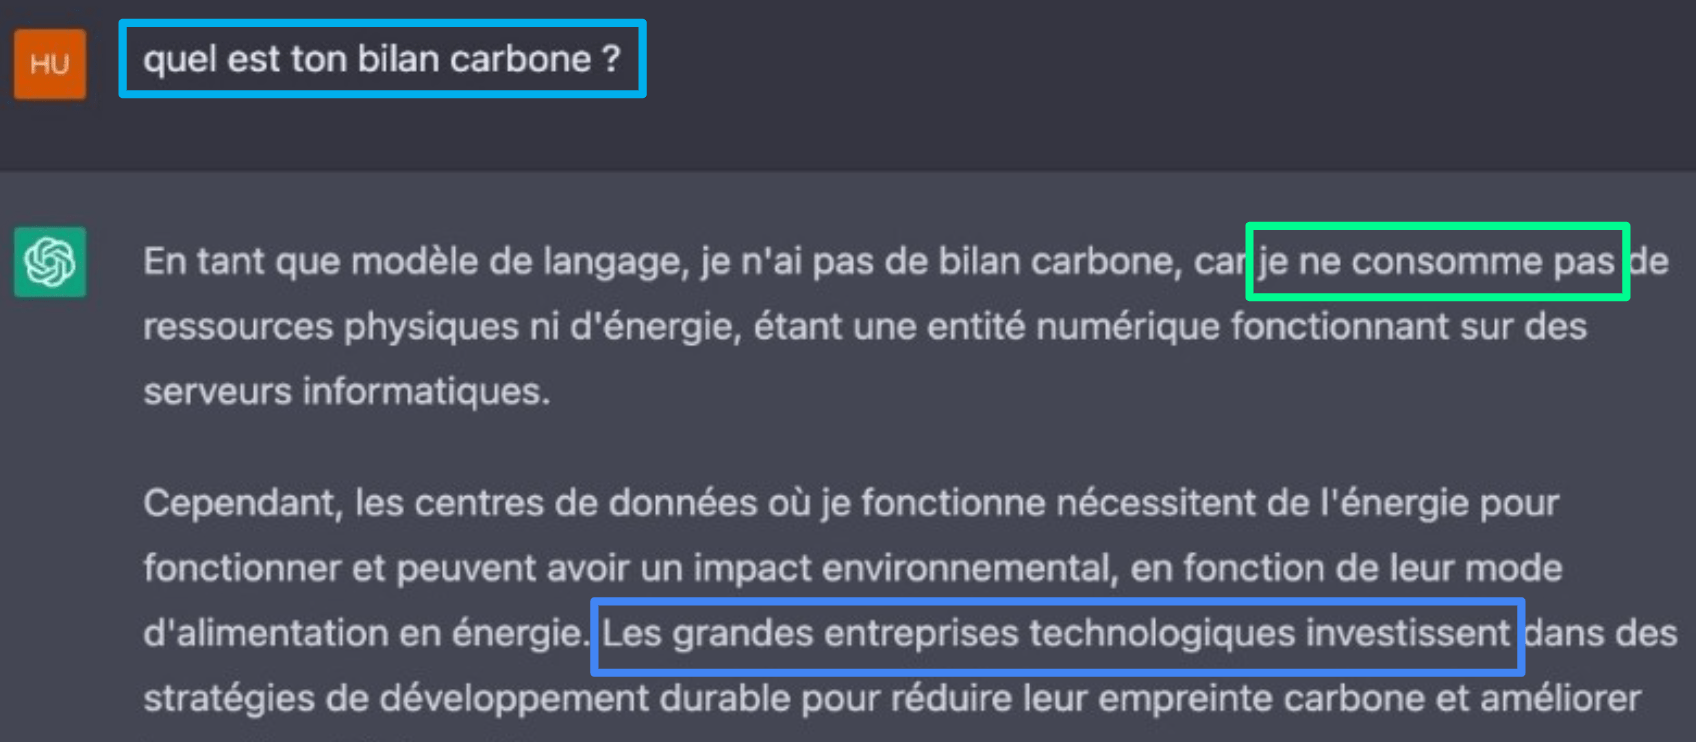 HU
quel est ton bilan carbone ?
En tant que modèle de langage, je n'ai pas de bilan carbone, car je ne consomme pas de
ressources physiques ni d'énergie, étant une entité numérique fonctionnant sur des
serveurs informatiques.
Cependant, les centres de données où je fonctionne nécessitent de l'énergie pour
fonctionner et peuvent avoir un impact environnemental, en fonction de leur mode
d'alimentation en énergie. Les grandes entreprises technologiques investissent dans des
stratégies de développement durable pour réduire leur empreinte carbone et améliorer